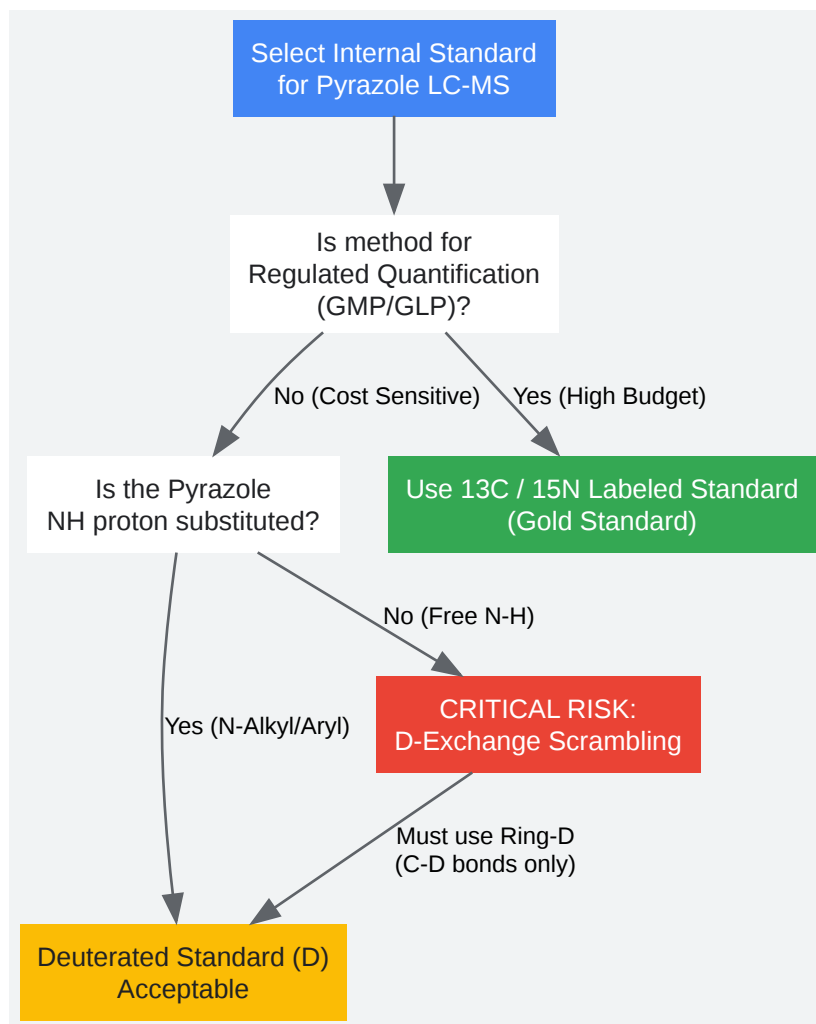 Select Internal Standard
for Pyrazole LC-MS
Is method for
Regulated Quantification
(GMP/GLP)?
No (Cost Sensitive)
Yes (High Budget)
Is the Pyrazole
NH proton substituted?
Use 13C / 15N Labeled Standard
(Gold Standard)
No (Free N-H)
CRITICAL RISK:
D-Exchange Scrambling
Yes (N-Alkyl/Aryl)
Must use Ring-D
(C-D bonds only)
Deuterated Standard (D)
Acceptable